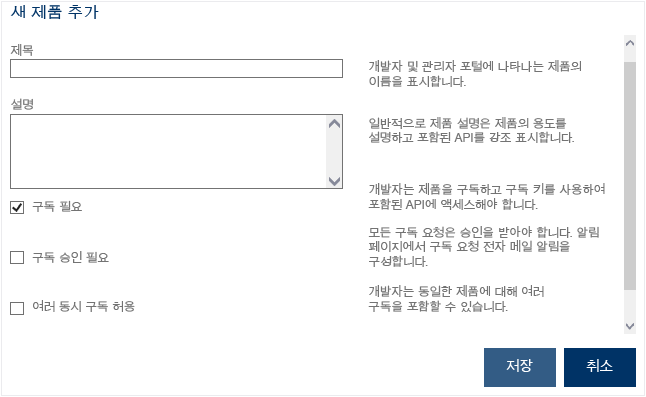 새 제품 추가
제목
개발자 및 관리자 포털에 나타나는 제품의
이름을 표시합니다.
설명
일반적으로 제품 설명은 제품의 용도를
설명하고 포함된 API를 강조 표시합니다.
구독 필요
개발자는 제품을 구독하고 구독 키를 사용하여
포함된 API에 액세스해야 합니다.
구독 승인 필요
모든 구독 요청은 승인을 받아야 합니다. 알림
페이지에서 구독 요청 전자 메일 알림을
구성합니다.
여러 동시 구독 허용
개발자는 동일한 제품에 대해 여러
구독을 포함할 수 있습니다.
저장
취소